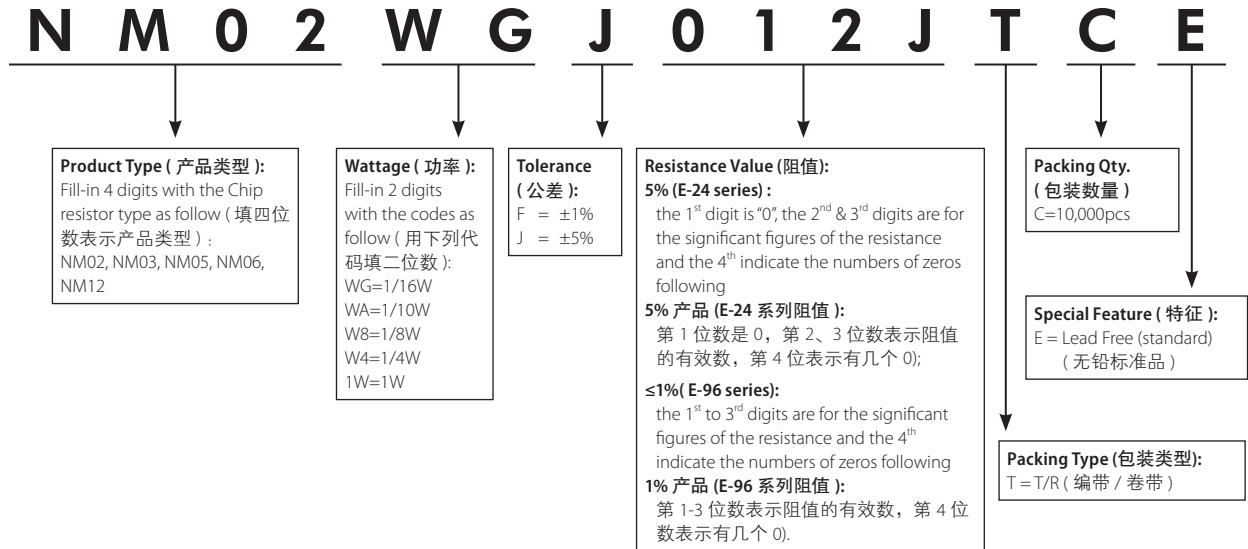 NM02WGJ012JTCE
Product Type ( 产品类型 ):
Fill-in 4 digits with the Chip
resistor type as follow ( 填四位
数表示产品类型 ) :
NM02, NM03, NM05, NM06,
NM12
Wattage ( 功率 ):
Fill-in 2 digits
with the codes as
follow ( 用下列代
码填二位数 ):
WG=1/16W
WA=1/10W
W8=1/8W
W4=1/4W
1W=1W
Tolerance
( 公差 ):
F = ±1%
J = ±5%
Resistance Value (阻值):
5% (E-24 series) :
the 1st digit is “0”, the 2nd & 3rd digits are for
the significant figures of the resistance
and the 4th indicate the numbers of zeros
following
5% 产品 (E-24 系列阻值 ):
第 1 位数是 0，第 2、3 位数表示阻值
的有效数，第 4 位表示有几个 0);
≤1%( E-96 series):
the 1st to 3rd digits are for the significant
figures of the resistance and the 4th
indicate the numbers of zeros following
1% 产品 (E-96 系列阻值 ):
第 1-3 位数表示阻值的有效数，第 4 位
数表示有几个 0).
Packing Qty.
( 包装数量 )
C=10,000pcs
Special Feature ( 特征 ):
E = Lead Free (standard)
( 无铅标准品 )
Packing Type (包装类型):
T = T/R ( 编带 / 卷带 )